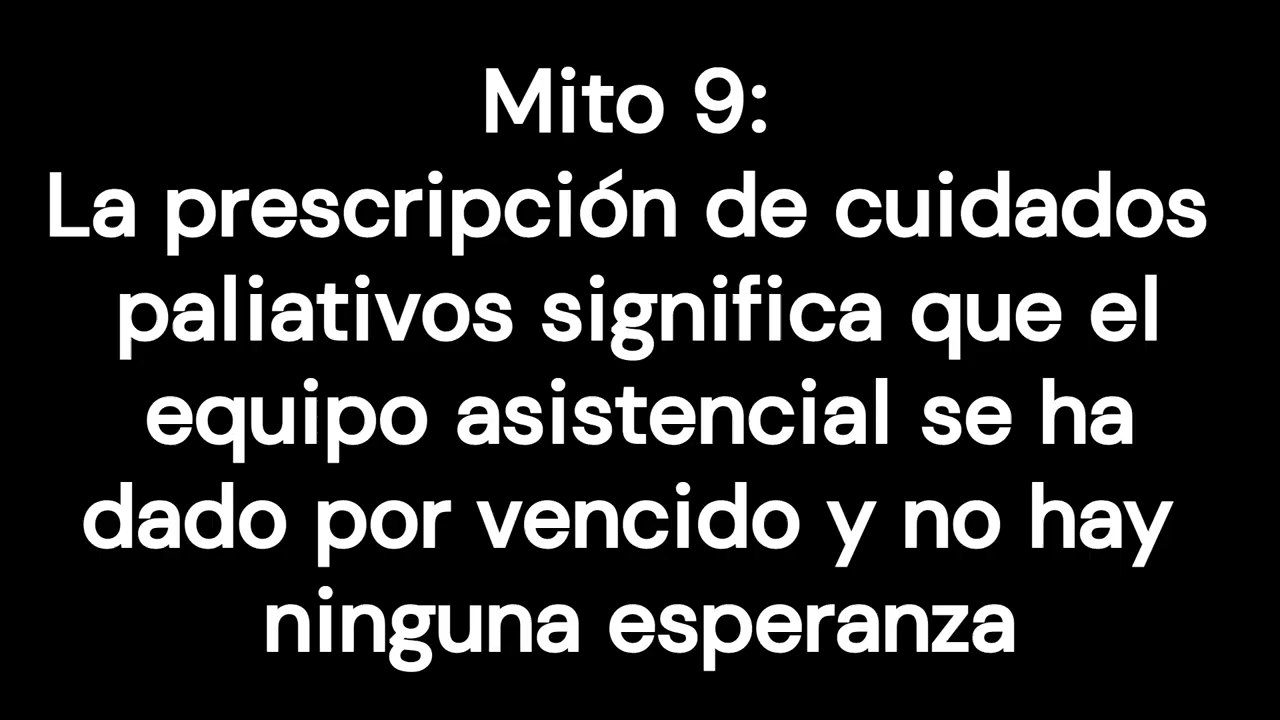 Mito 9:
La prescripción de cuidados
paliativos significa que el
equipo asistencial se ha
dado por vencido y no hay
ninguna esperanza